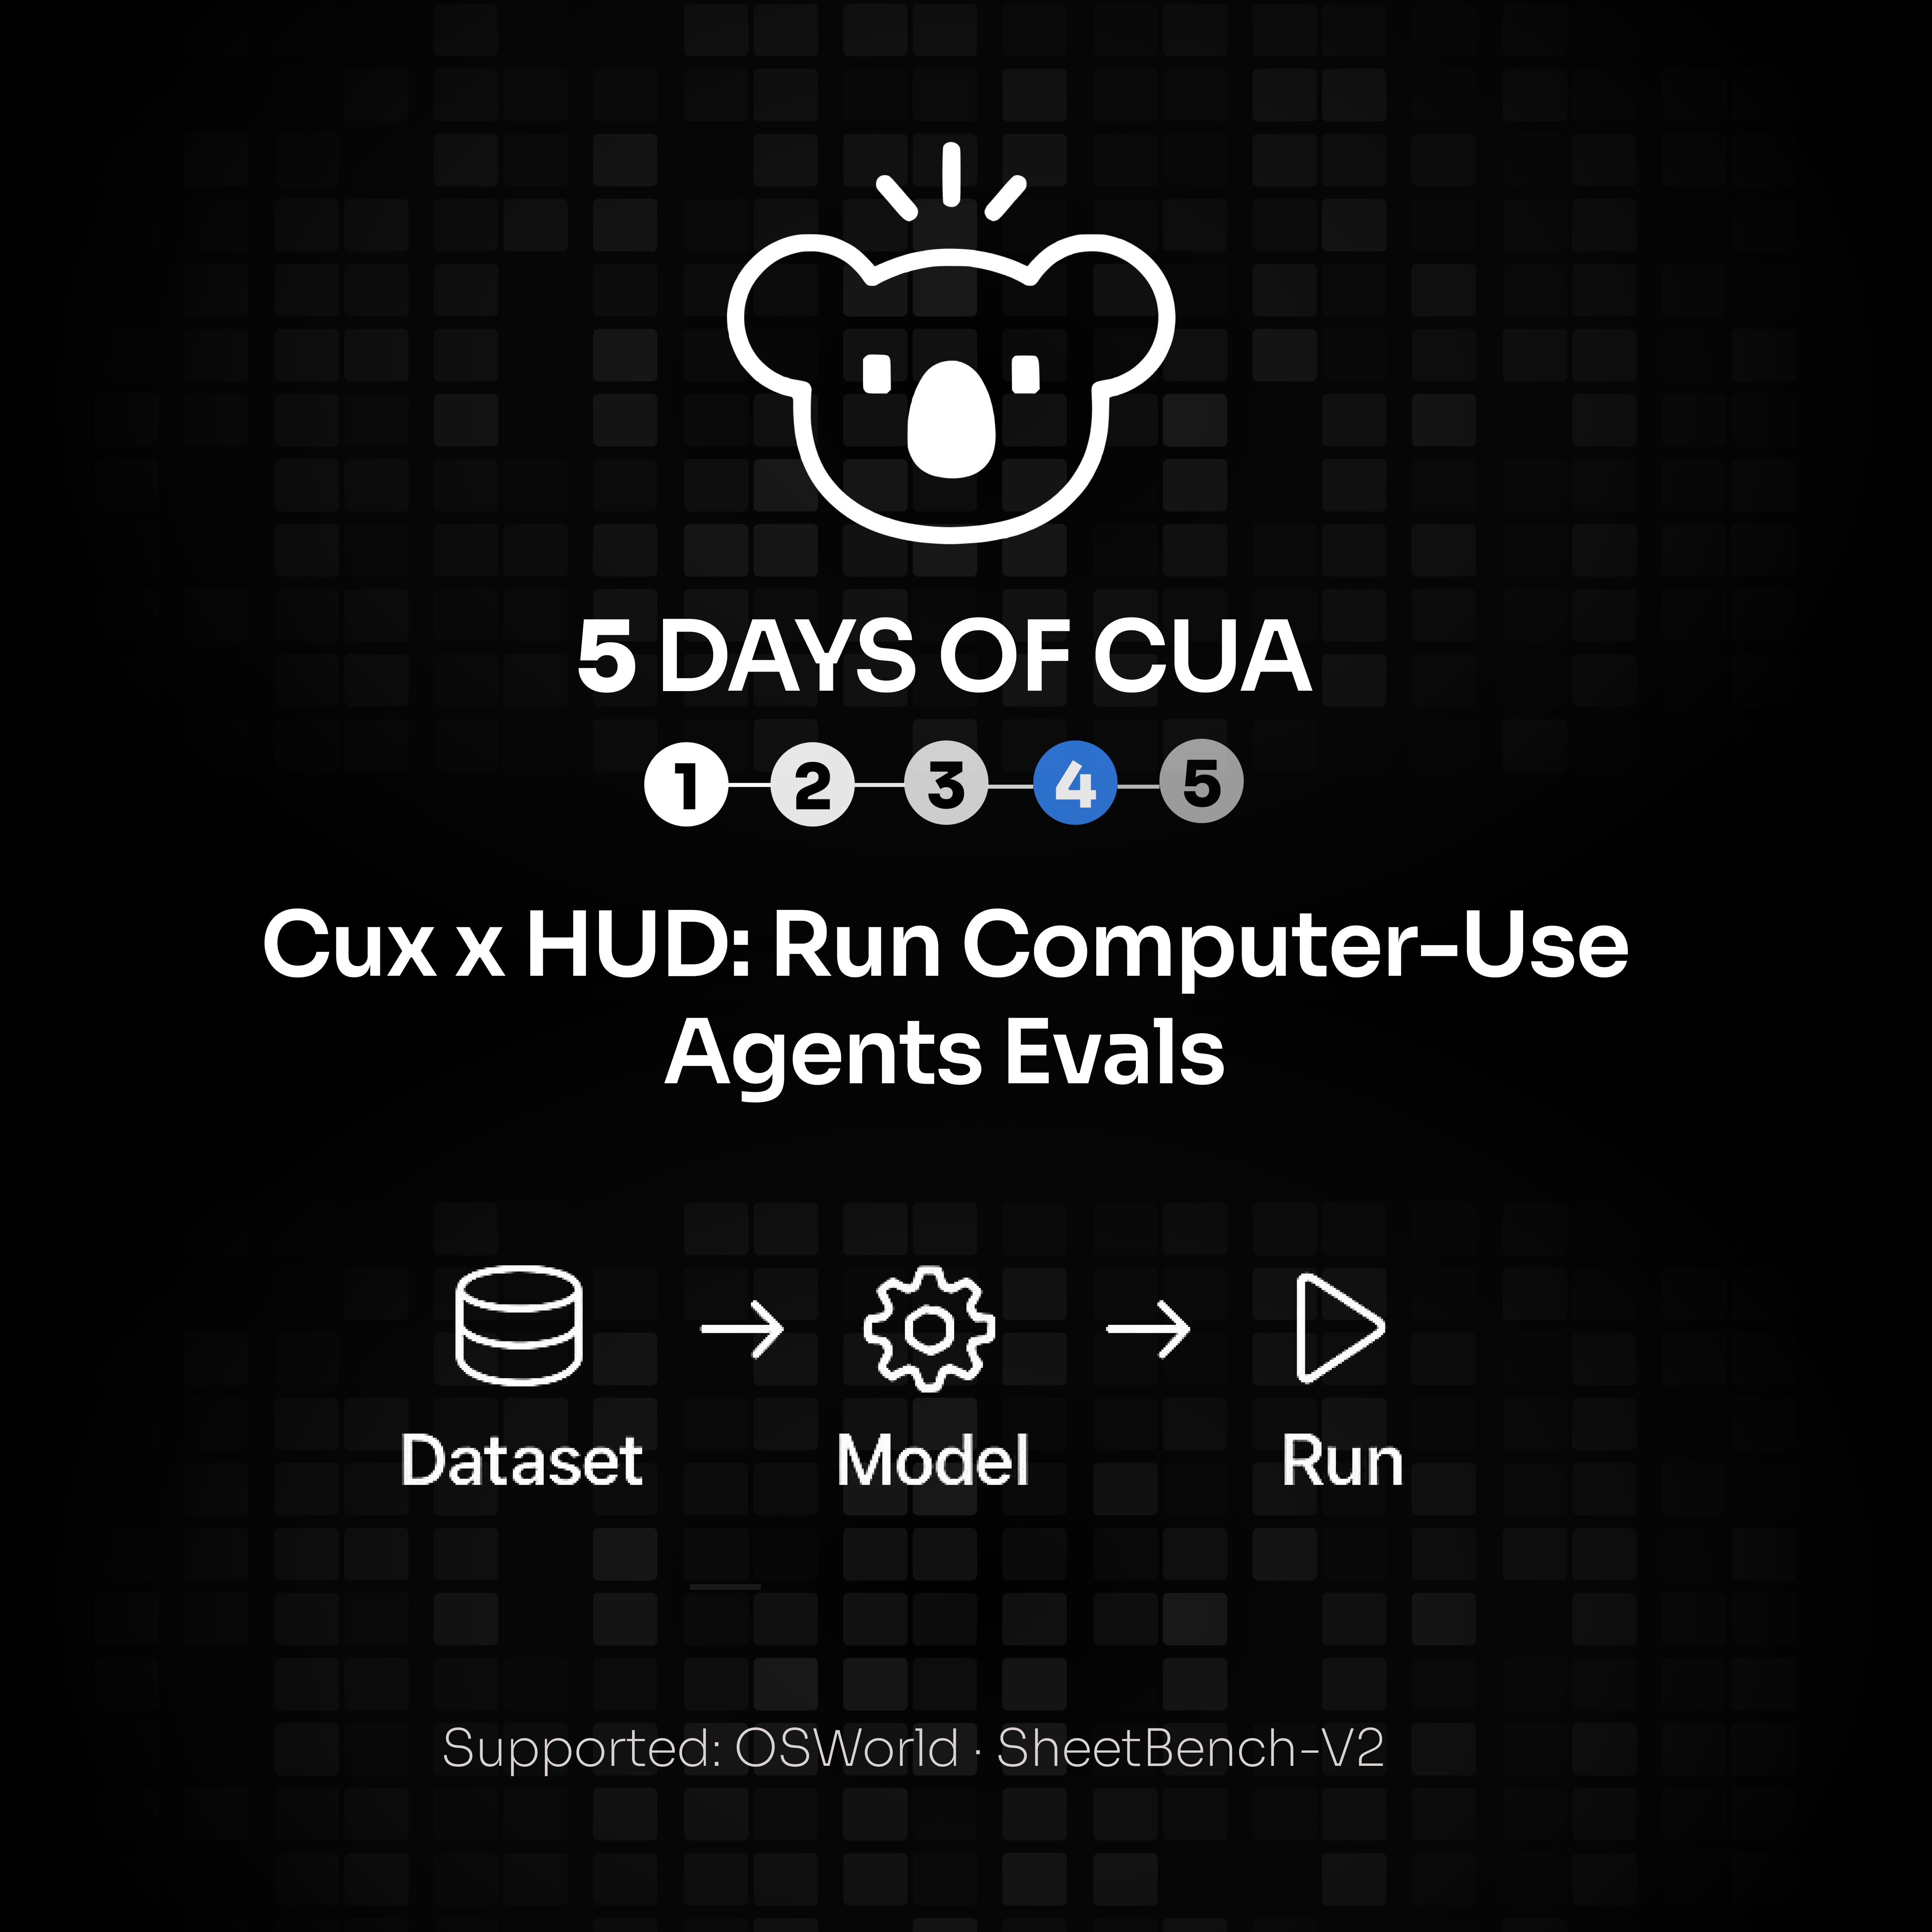 5 DAYS OF CUA
1 2 3 4 5
Cux x HUD: Run Computer-Use
Agents Evals
Dataset Model Run
Supported: OSWorld · SheetBench-V2